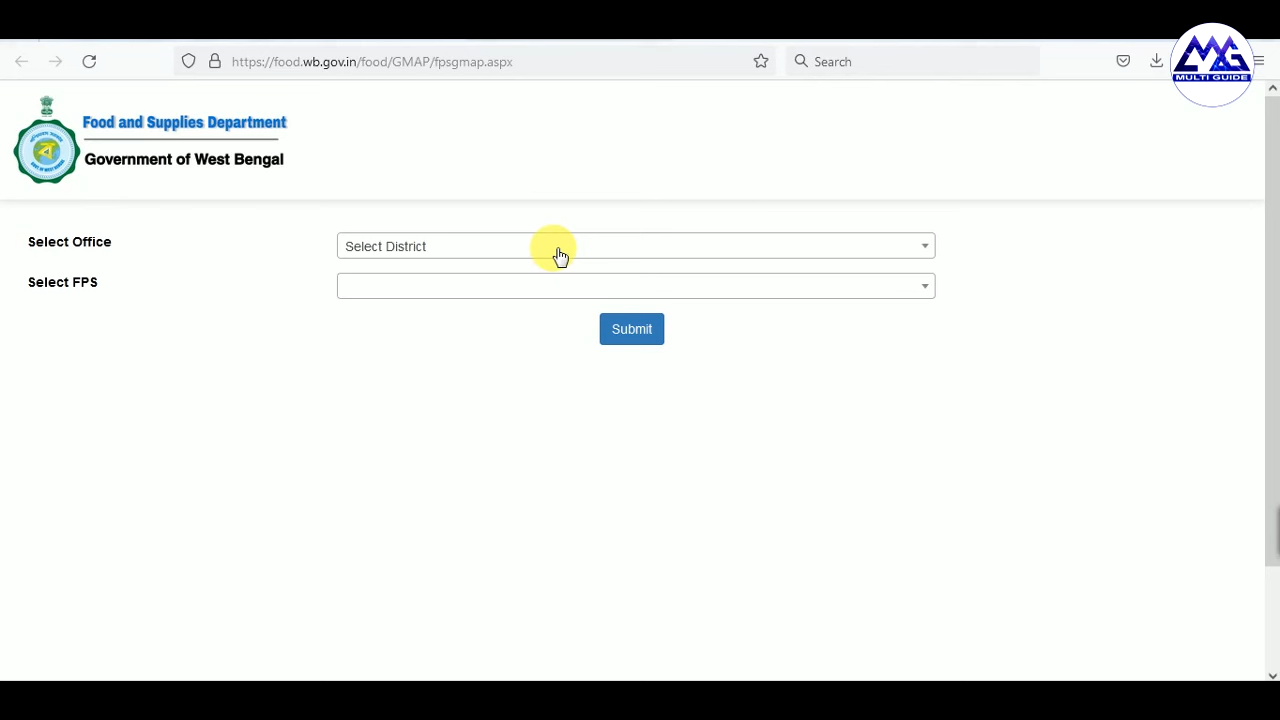 https://food.wb.gov.in/food/GMAP/fpsgmap.aspx
Search
MULTI GUIDE
Food and Supplies Department
Government of West Bengal
Select Office
Select District
Select FPS
Submit